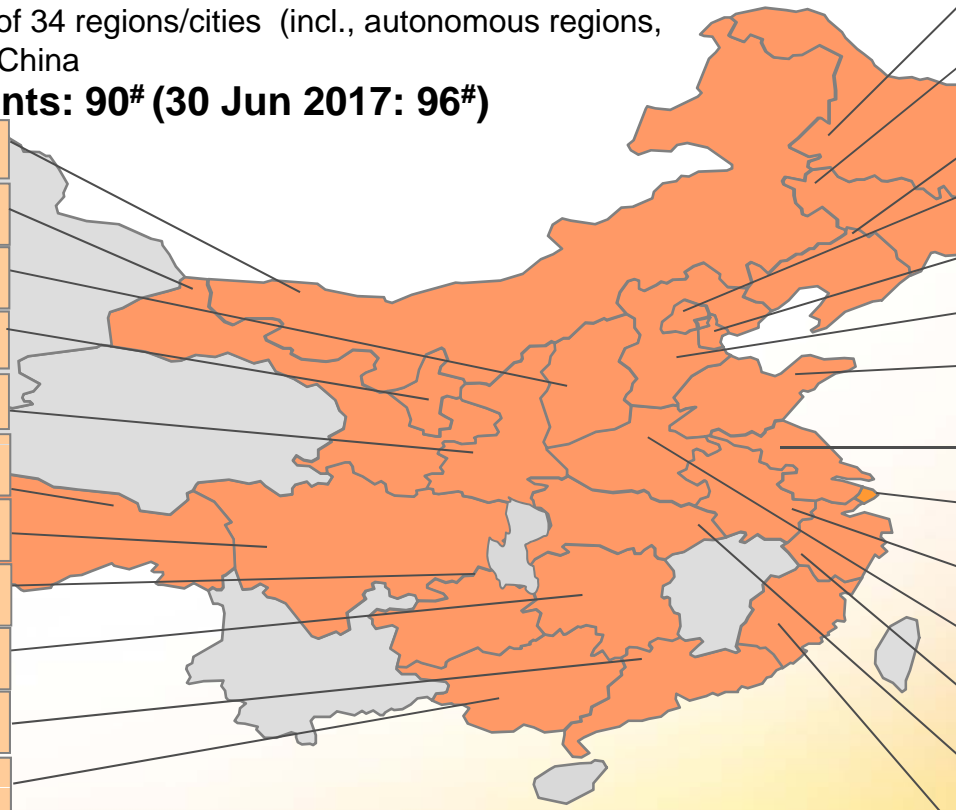 of 34 regions/cities (incl., autonomous regions,
China
nts: 90# (30 Jun 2017: 96#)